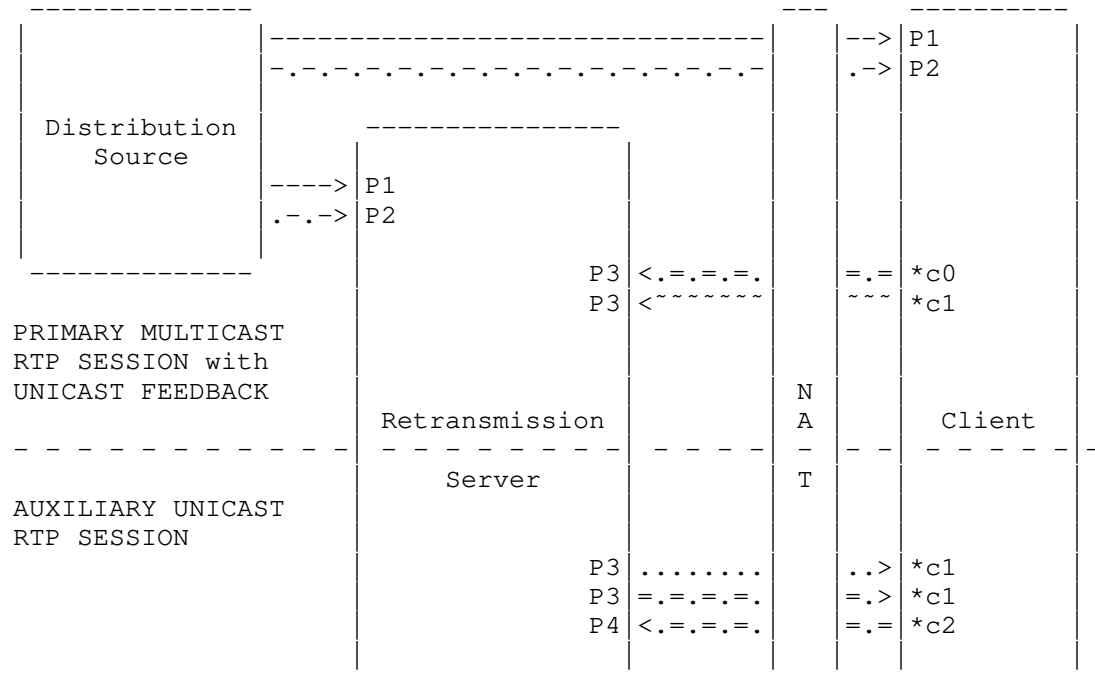 P1
P2
Distribution
Source
P1
P2
P3 *c0
P3 *c1
PRIMARY MULTICAST
RTP SESSION with
UNICAST FEEDBACK N
Retransmission A Client
Server T
AUXILIARY UNICAST
RTP SESSION
P3 *c1
P3 *c1
P4 *c2